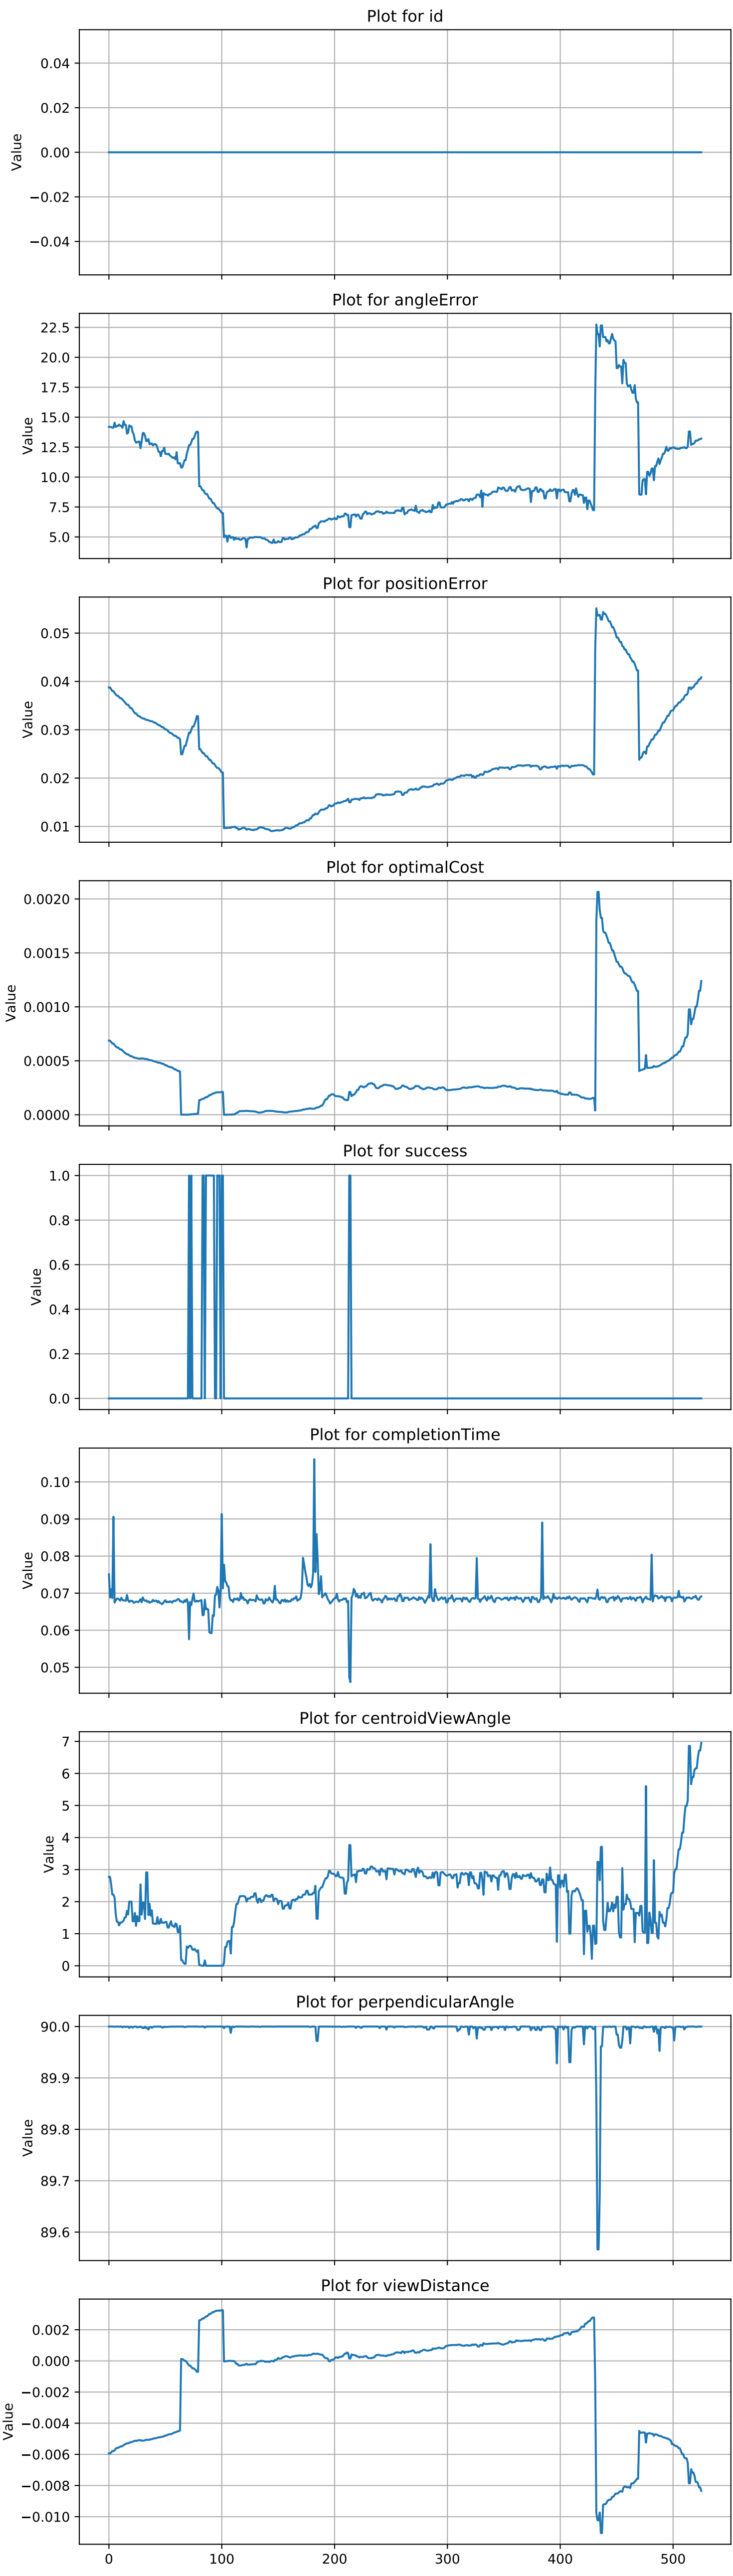 Plot for id
0.04
0.02
0.00
−0.02
−0.04
Value
Plot for angleError
22.5
20.0
17.5
15.0
12.5
10.0
7.5
5.0
Value
Plot for positionError
0.05
0.04
0.03
0.02
0.01
Value
Plot for optimalCost
0.0020
0.0015
0.0010
0.0005
0.0000
Value
Plot for success
1.0
0.8
0.6
0.4
0.2
0.0
Value
Plot for completionTime
0.10
0.09
0.08
0.07
0.06
0.05
Value
Plot for centroidViewAngle
7
6
5
4
3
2
1
0
Value
Plot for perpendicularAngle
90.0
89.9
89.8
89.7
89.6
Value
Plot for viewDistance
0.002
0.000
−0.002
−0.004
−0.006
−0.008
−0.010
Value
0 100 200 300 400 500